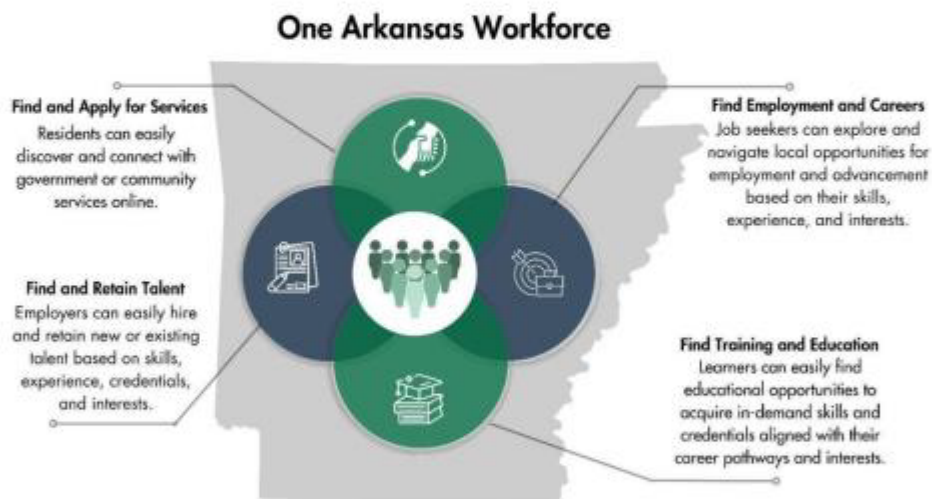 One Arkansas Workforce
Find and Apply for Services
Residents can easily
discover and connect with
government or community
services online.
Find Employment and Careers
Job seekers can explore and
navigate local opportunities for
employment and advancement
based on their skills,
experience, and interests.
Find and Retain Talent
Employers can easily hire
and retain new or existing
talent based on skills,
experience, credentials,
and interests.
Find Training and Education
Learners can easily find
educational opportunities to
acquire in-demand skills and
credentials aligned with their
career pathways and interests.